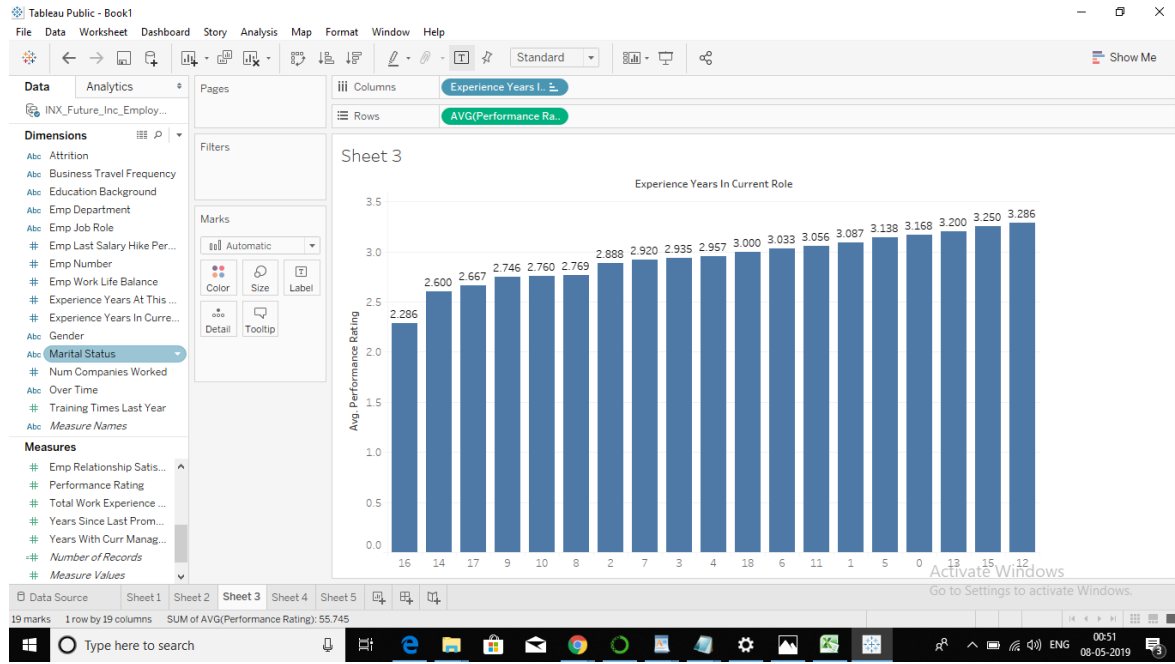 Tableau Public - Book1
File Data Worksheet Dashboard Story Analysis Map Format Window Help
Standard
Show Me
Data Analytics
INX_Future_Inc_Employ...
Dimensions
Abc Attrition
Abc Business Travel Frequency
Abc Education Background
Abc Emp Department
Abc Emp Job Role
# Emp Last Salary Hike Per...
# Emp Number
# Emp Work Life Balance
# Experience Years At This ...
# Experience Years In Curre...
Abc Gender
Abc Marital Status
# Num Companies Worked
Abc Over Time
# Training Times Last Year
Abc Measure Names
Measures
# Emp Relationship Satis...
# Performance Rating
# Total Work Experience ...
# Years Since Last Prom...
# Years With Curr Manag...
=# Number of Records
# Measure Values
Pages
Filters
Marks
Automatic
Color Size Label
T
Detail Tooltip
iii Columns Experience Years I..
Rows AVG(Performance Ra..
Sheet 3
Experience Years In Current Role
Avg. Performance Rating
3.5
3.0
2.5
2.0
1.5
1.0
0.5
0.0
2.286 2.600 2.667 2.746 2.760 2.769 2.888 2.920 2.935 2.957 3.000 3.033 3.056 3.087 3.138 3.168 3.200 3.250 3.286
16 14 17 9 10 8 2 7 3 4 18 6 11 1 5 0 13 15 12
Activate Windows
Go to Settings to activate Windows.
Data Source Sheet 1 Sheet 2 Sheet 3 Sheet 4 Sheet 5
19 marks 1 row by 19 columns SUM of AVG(Performance Rating): 55.745
Type here to search
ENG
00:51
08-05-2019
3